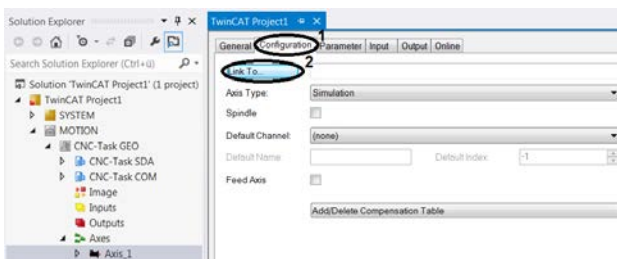 Solution Explorer
Search Solution Explorer (Ctrl+ü)
Solution 'TwinCAT Project1' (1 project)
TwinCAT Project1
SYSTEM
MOTION
CNC-Task GEO
CNC-Task SDA
CNC-Task COM
Image
Inputs
Outputs
Axes
Axis_1
TwinCAT Project1
General Configuration Parameter Input Output Online
1
Link To...
2
Axis Type: Simulation
Spindle
Default Channel: (none)
Default Name: Default Index: -1
Feed Axis
Add/Delete Compensation Table